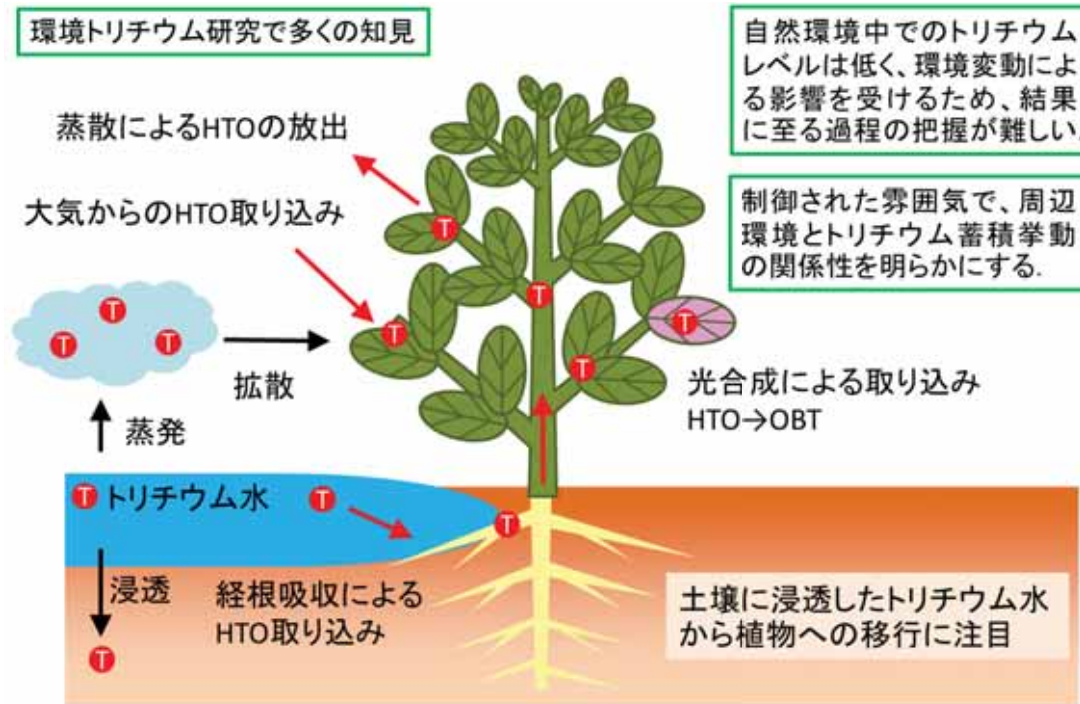 環境トリチウム研究で多くの知見
自然環境中でのトリチウム
レベルは低く、環境変動によ
る影響を受けるため、結果
に至る過程の把握が難しい.
蒸散によるHTOの放出
大気からのHTO取り込み
制御された雰囲気で、周辺
環境とトリチウム蓄積挙動
の関係性を明らかにする.
T
T
T
T
T
T
T
T
拡散
蒸発
光合成による取り込み
HTO→OBT
T トリチウム水
T
T
浸透
経根吸収による
HTO取り込み
T
土壌に浸透したトリチウム水
から植物への移行に注目